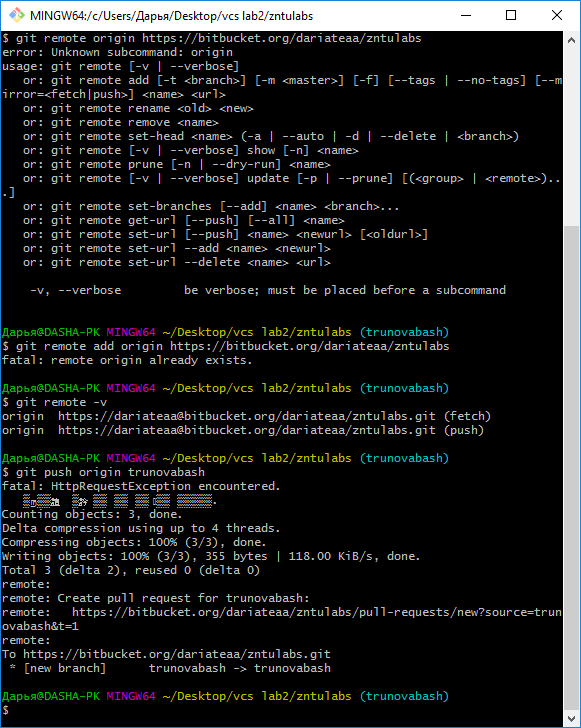 MINGW64:/c/Users/Дарья/Desktop/vcs lab2/zntulabs
$ git remote origin https://bitbucket.org/dariateaa/zntulabs
error: Unknown subcommand: origin
usage: git remote [-v | --verbose]
   or: git remote add [-t <branch>] [-m <master>] [-f] [--tags | --no-tags] [--m
irror=<fetch|push>] <name> <url>
   or: git remote rename <old> <new>
   or: git remote remove <name>
   or: git remote set-head <name> (-a | --auto | -d | --delete | <branch>)
   or: git remote [-v | --verbose] show [-n] <name>
   or: git remote prune [-n | --dry-run] <name>
   or: git remote [-v | --verbose] update [-p | --prune] [(<group> | <remote>)..
.]
   or: git remote set-branches [--add] <name> <branch>...
   or: git remote get-url [--push] [--all] <name>
   or: git remote set-url [--push] <name> <newurl> [<oldurl>]
   or: git remote set-url --add <name> <newurl>
   or: git remote set-url --delete <name> <url>
    -v, --verbose         be verbose; must be placed before a subcommand
Дарья@DASHA-PK MINGW64 ~/Desktop/vcs lab2/zntulabs (trunovabash)
$ git remote add origin https://bitbucket.org/dariateaa/zntulabs
fatal: remote origin already exists.
Дарья@DASHA-PK MINGW64 ~/Desktop/vcs lab2/zntulabs (trunovabash)
$ git remote -v
origin  https://dariateaa@bitbucket.org/dariateaa/zntulabs.git (fetch)
origin  https://dariateaa@bitbucket.org/dariateaa/zntulabs.git (push)
Дарья@DASHA-PK MINGW64 ~/Desktop/vcs lab2/zntulabs (trunovabash)
$ git push origin trunovabash
fatal: HttpRequestException encountered.
Counting objects: 3, done.
Delta compression using up to 4 threads.
Compressing objects: 100% (3/3), done.
Writing objects: 100% (3/3), 355 bytes | 118.00 KiB/s, done.
Total 3 (delta 2), reused 0 (delta 0)
remote:
remote: Create pull request for trunovabash:
remote:   https://bitbucket.org/dariateaa/zntulabs/pull-requests/new?source=trun
ovabash&t=1
remote:
To https://bitbucket.org/dariateaa/zntulabs.git
 * [new branch]      trunovabash -> trunovabash
Дарья@DASHA-PK MINGW64 ~/Desktop/vcs lab2/zntulabs (trunovabash)
$